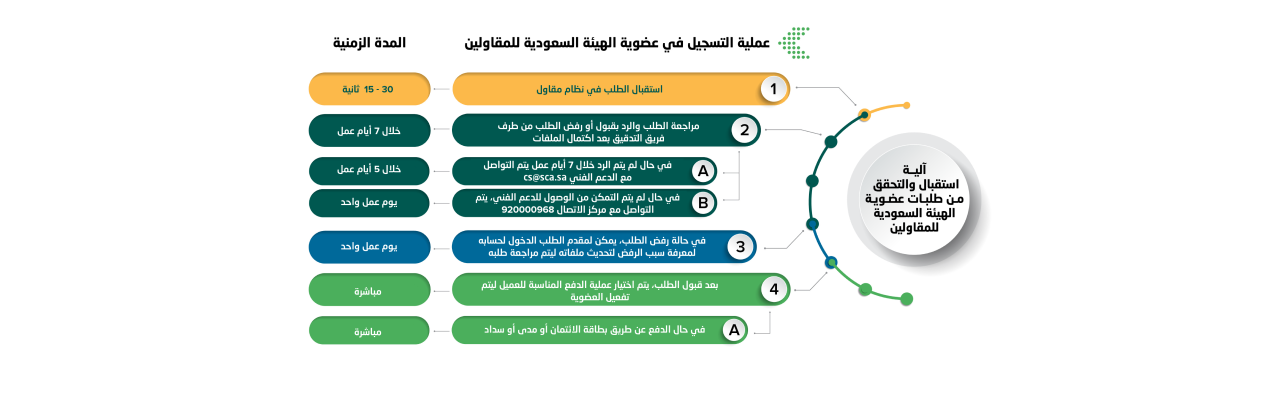 عملية التسجيل في عضوية الهيئة السعودية للمقاولين
المدة الزمنية
آليـة
استقبال والتحقق
مـن طلبـات عضويـة
الهيئة السعودية
للمقاولين
1
استقبال الطلب في نظام مقاول
30 - 15 ثانية
2
مراجعة الطلب والرد بقبول أو رفض الطلب من طرف
فريق التدقيق بعد اكتمال الملفات
خلال 7 أيام عمل
A
في حال لم يتم الرد خلال 7 أيام عمل يتم التواصل
مع الدعم الفني cs@sca.sa
خلال 5 أيام عمل
B
في حال لم يتم التمكن من الوصول للدعم الفني، يتم
التواصل مع مركز الاتصال 920000968
يوم عمل واحد
3
في حالة رفض الطلب، يمكن لمقدم الطلب الدخول لحسابه
لمعرفة سبب الرفض لتحديث ملفاته ليتم مراجعة طلبه
يوم عمل واحد
4
بعد قبول الطلب، يتم اختيار عملية الدفع المناسبة للعميل ليتم
تفعيل العضوية
مباشرة
A
في حال الدفع عن طريق بطاقة الائتمان أو مدى أو سداد
مباشرة